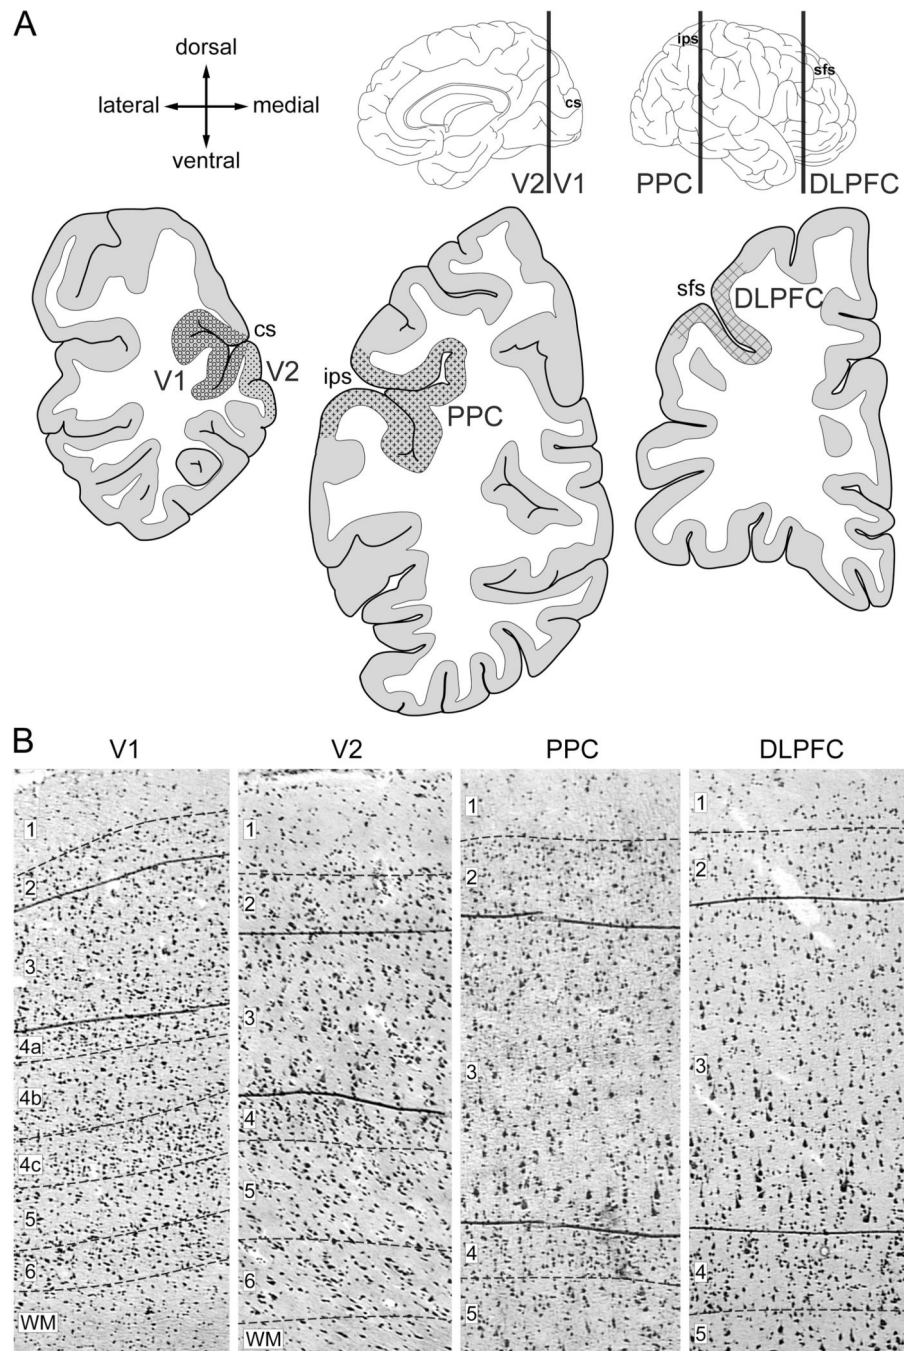 A
dorsal
lateral medial
ventral
cs
V2 V1
ips
sfs
PPC DLPFC
cs
V1
V2
ips
PPC
sfs
DLPFC
B
V1 V2 PPC DLPFC
1
2
3
4a
4b
4c
5
6
WM
1
2
3
4
5
6
WM
1
2
3
4
5
1
2
3
4
5